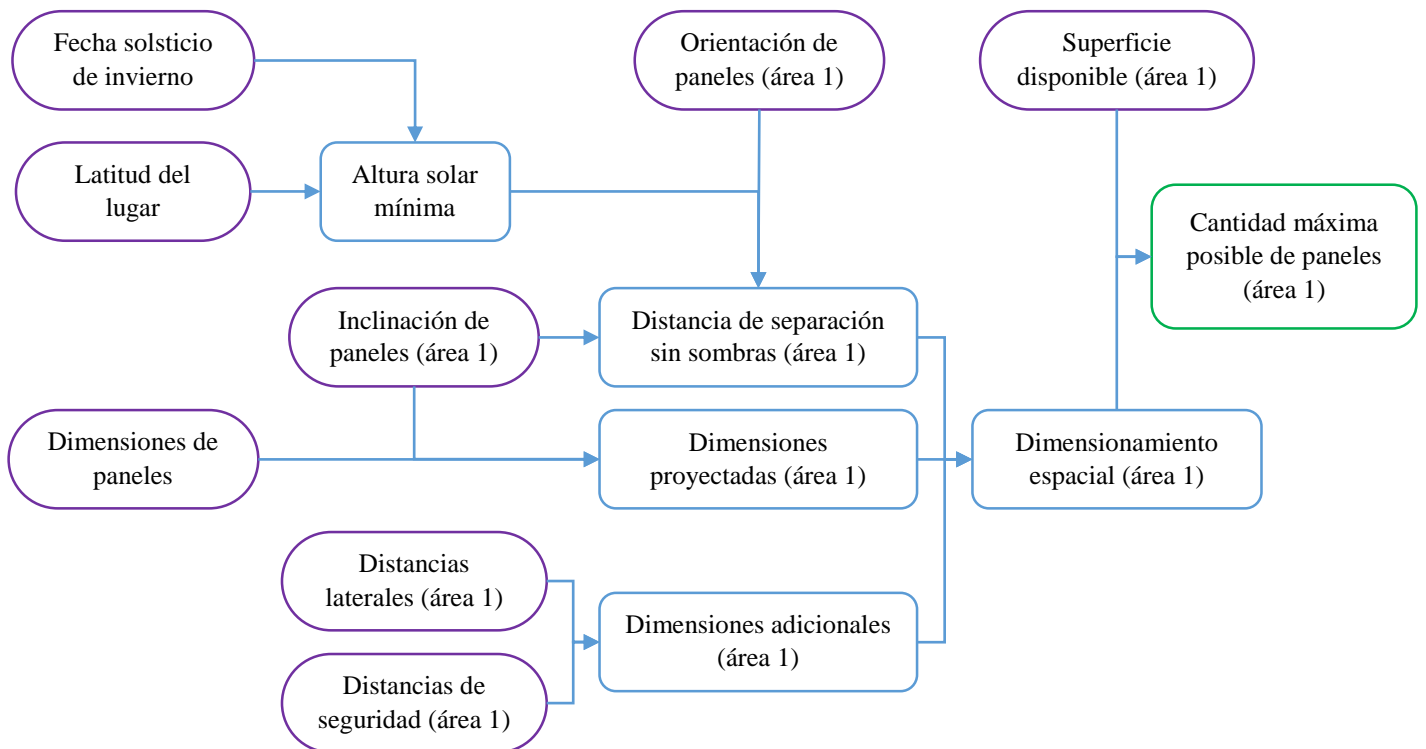 Fecha solsticio
de invierno
Orientación de
paneles (área 1)
Superficie
disponible (área 1)
Latitud del
lugar
Altura solar
mínima
Cantidad máxima
posible de paneles
(área 1)
Inclinación de
paneles (área 1)
Distancia de separación
sin sombras (área 1)
Dimensiones de
paneles
Dimensiones
proyectadas (área 1)
Dimensionamiento
espacial (área 1)
Distancias
laterales (área 1)
Dimensiones adicionales
(área 1)
Distancias de
seguridad (área 1)